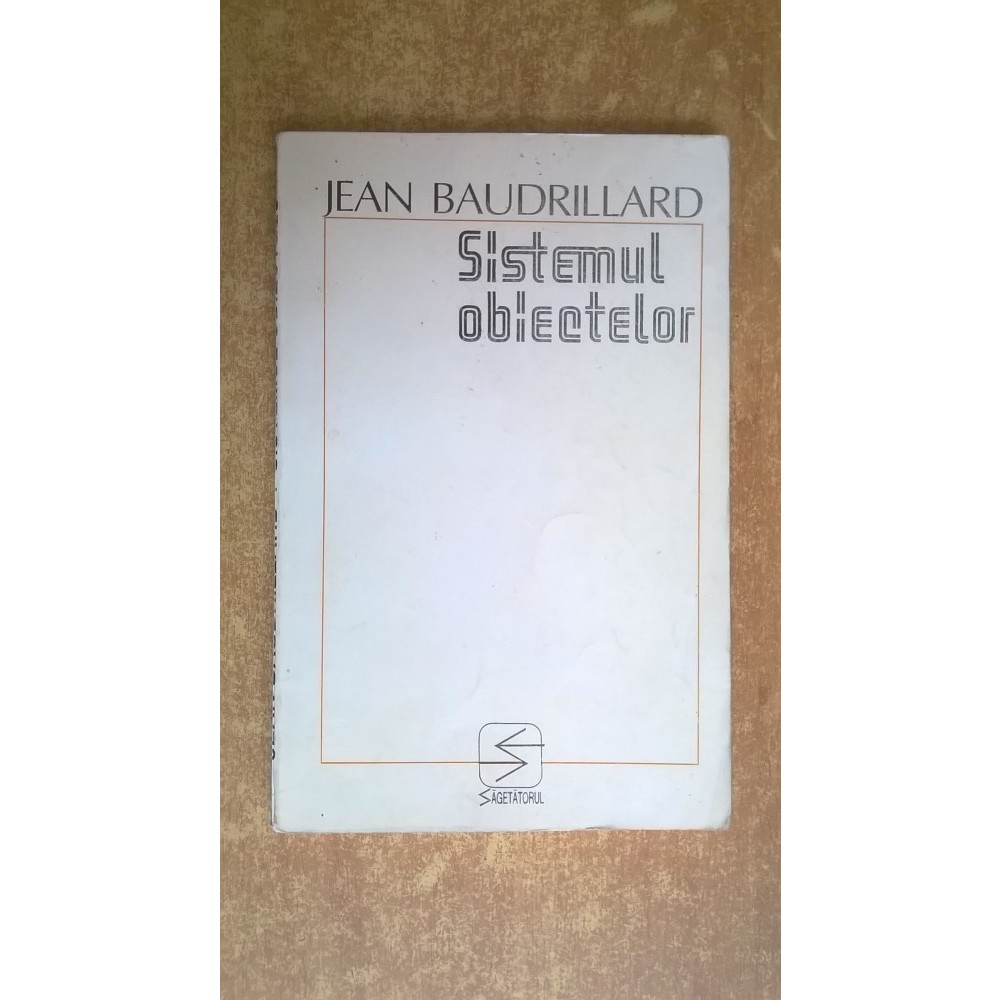 JEAN BAUDRILLARD
Sistemul
obiectelor
SĂGETĂTORUL